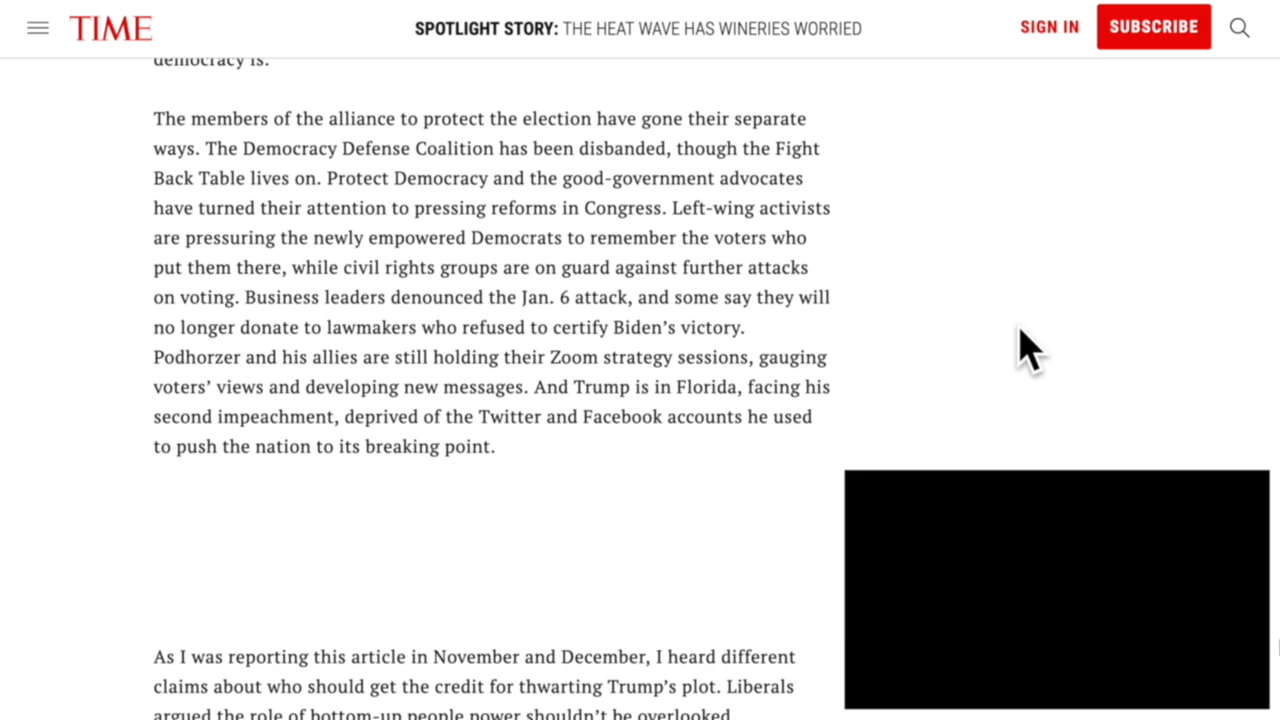 TIME
SPOTLIGHT STORY: THE HEAT WAVE HAS WINERIES WORRIED
SIGN IN
SUBSCRIBE
democracy is.
The members of the alliance to protect the election have gone their separate
ways. The Democracy Defense Coalition has been disbanded, though the Fight
Back Table lives on. Protect Democracy and the good-government advocates
have turned their attention to pressing reforms in Congress. Left-wing activists
are pressuring the newly empowered Democrats to remember the voters who
put them there, while civil rights groups are on guard against further attacks
on voting. Business leaders denounced the Jan. 6 attack, and some say they will
no longer donate to lawmakers who refused to certify Biden’s victory.
Podhorzer and his allies are still holding their Zoom strategy sessions, gauging
voters’ views and developing new messages. And Trump is in Florida, facing his
second impeachment, deprived of the Twitter and Facebook accounts he used
to push the nation to its breaking point.
As I was reporting this article in November and December, I heard different
claims about who should get the credit for thwarting Trump’s plot. Liberals
argued the role of bottom-up people power shouldn’t be overlooked